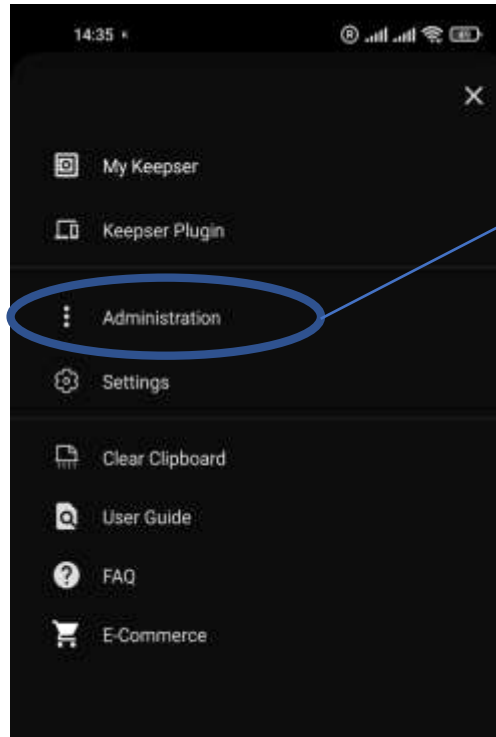 14:35
My Keepser
Keepser Plugin
Administration
Settings
Clear Clipboard
User Guide
FAQ
E-Commerce